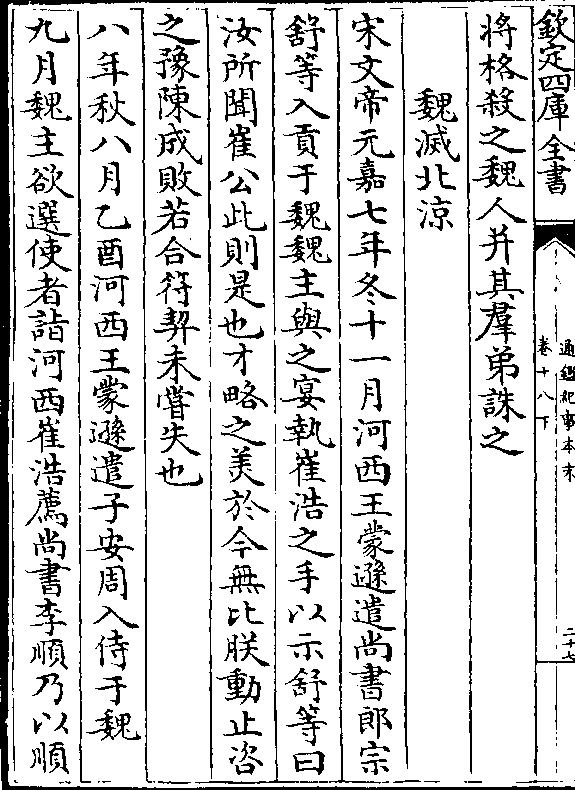 欽定四庫全書
通鑑紀事本末
卷十八下
二十七
將格殺之魏人并其羣弟誅之
魏滅北涼
宋文帝元嘉七年冬十一月河西王蒙遜遣尚書郎宗
舒等入貢于魏魏主與之宴執崔浩之手以示舒等曰
汝所聞崔公此則是也才略之美於今無比朕動止咨
之豫陳成敗若合符契未嘗失也
八年秋八月乙酉河西王蒙遜遣子安周入侍于魏
九月魏主欲選使者詣河西崔浩薦尚書李順乃以順